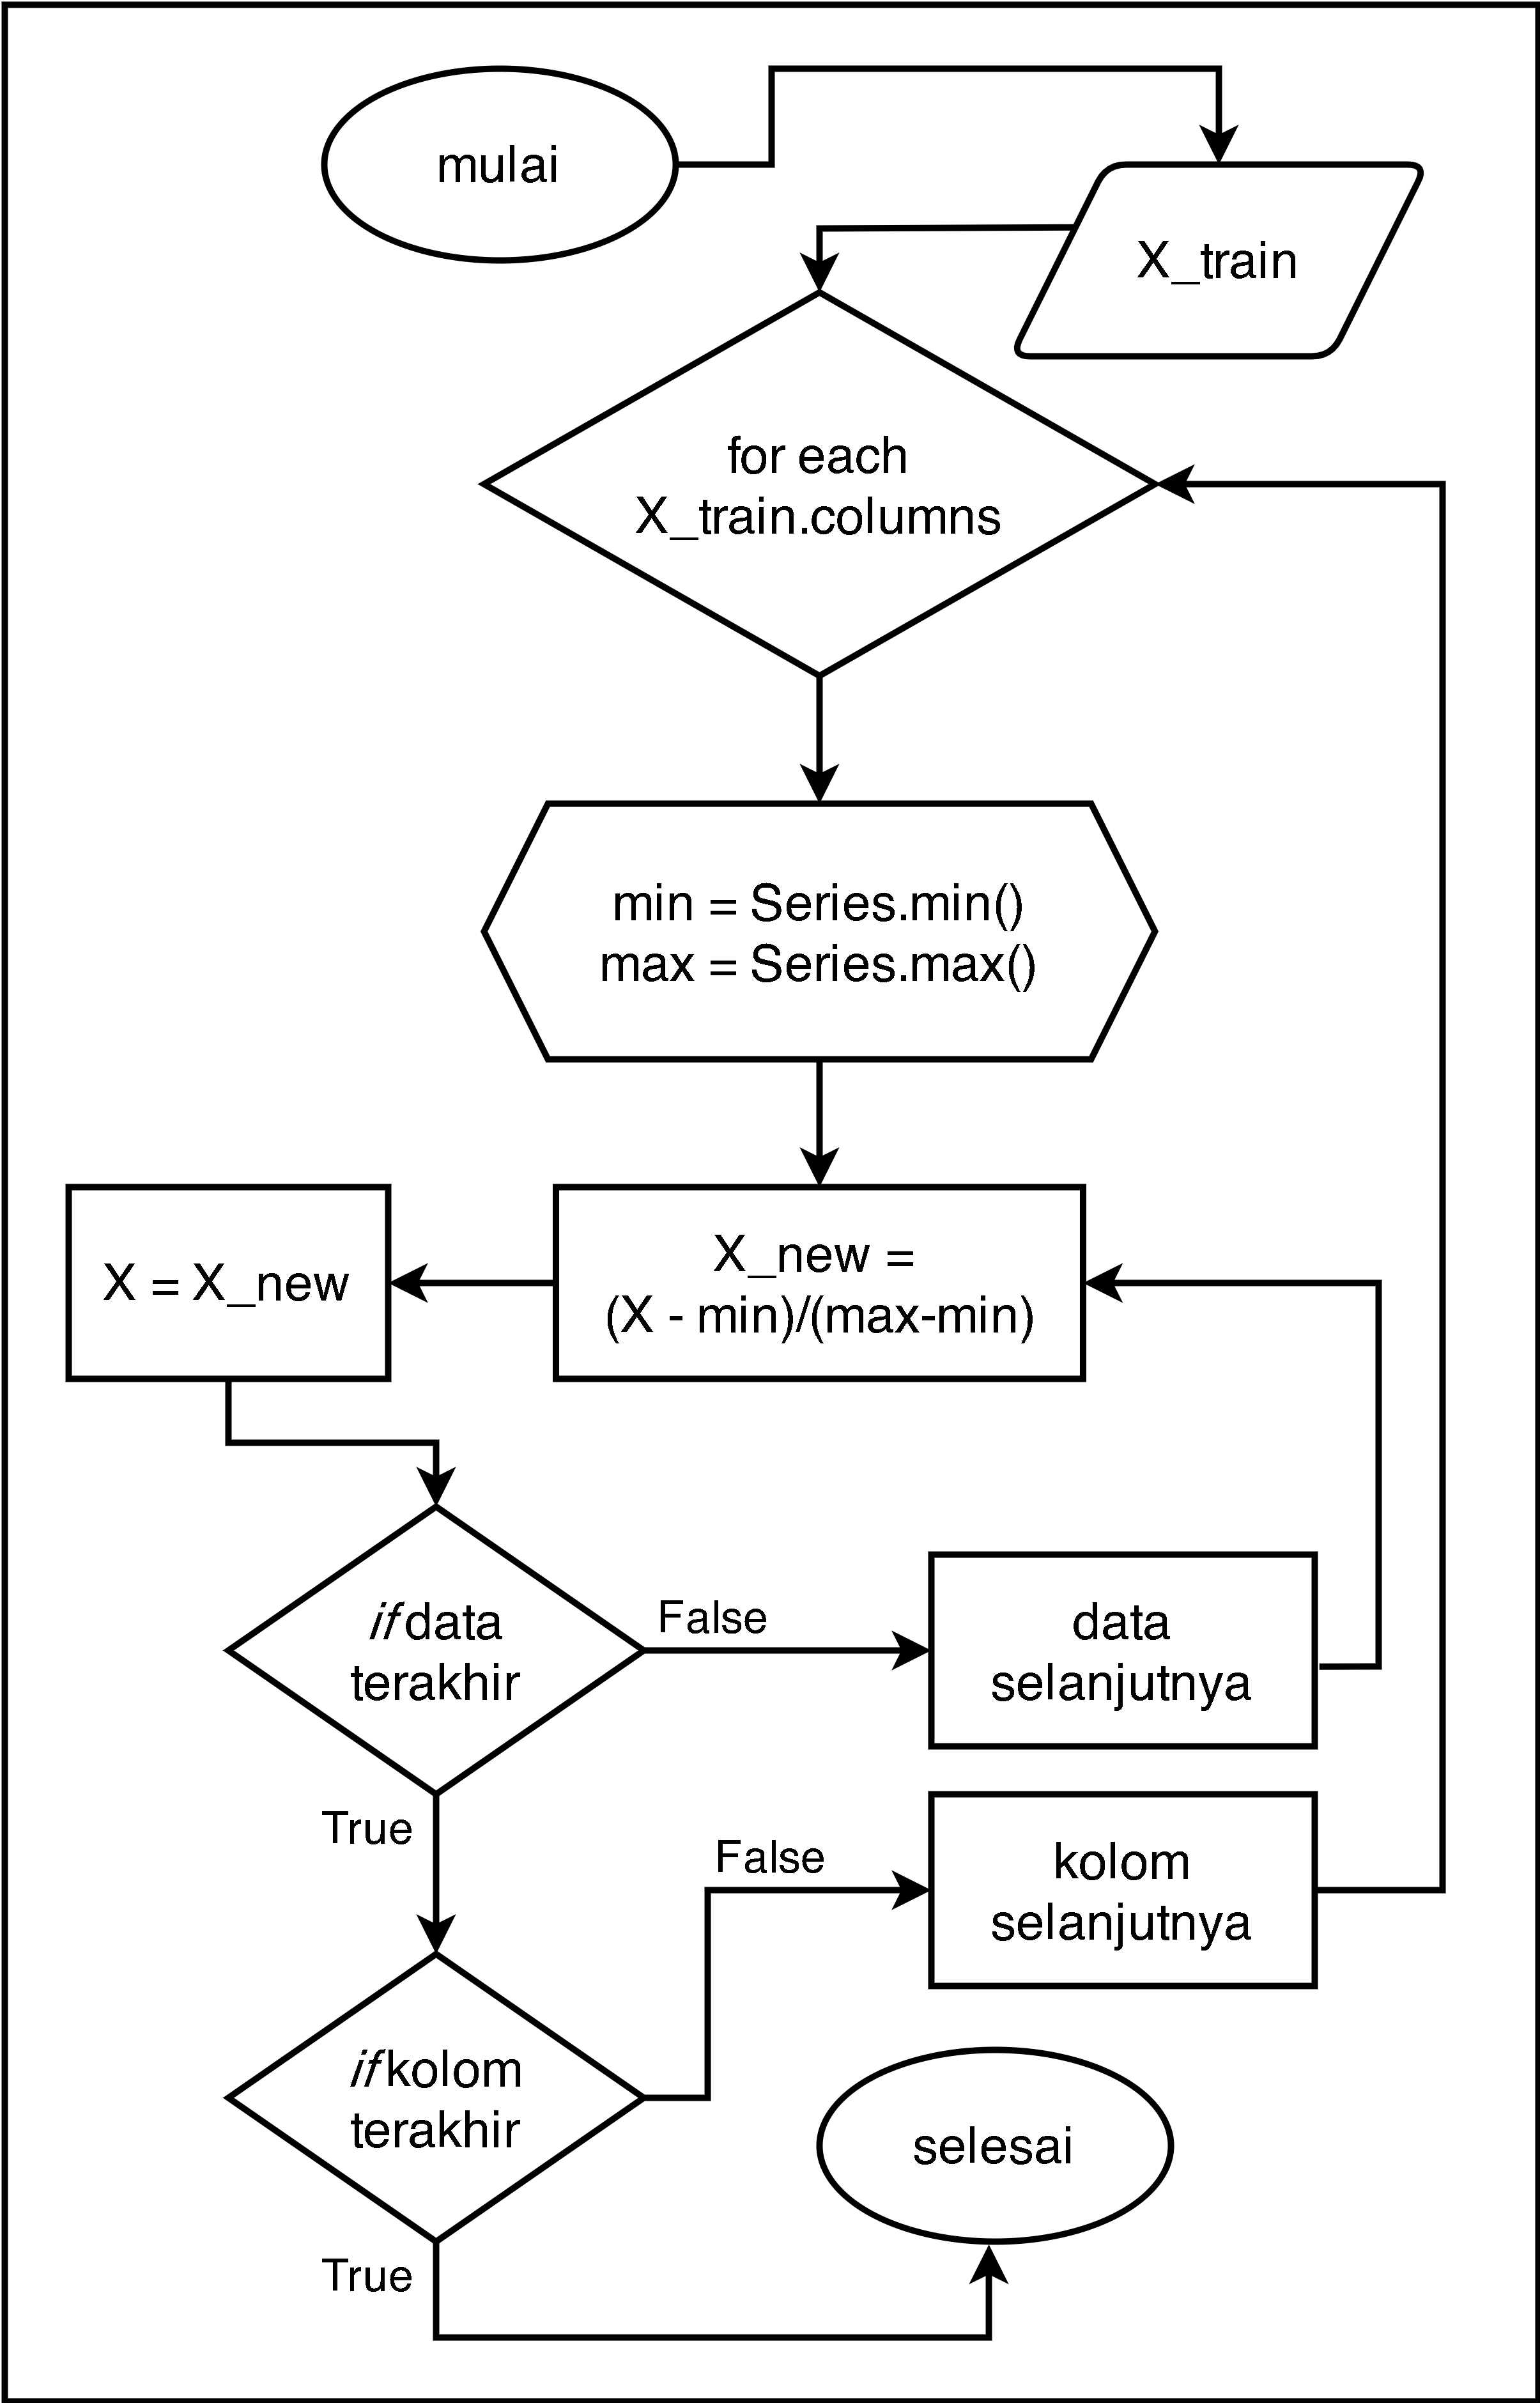 mulai
X_train
for each
X_train.columns
min = Series.min()
max = Series.max()
X_new =
(X - min)/(max-min)
X = X_new
if data
terakhir
False
data
selanjutnya
True
False
kolom
selanjutnya
if kolom
terakhir
selesai
True